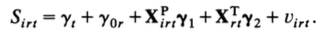 S_{irt} = γ_t + γ_{0r} + X^P_{irt}γ_1 + X^T_{rt}γ_2 + υ_{irt}.